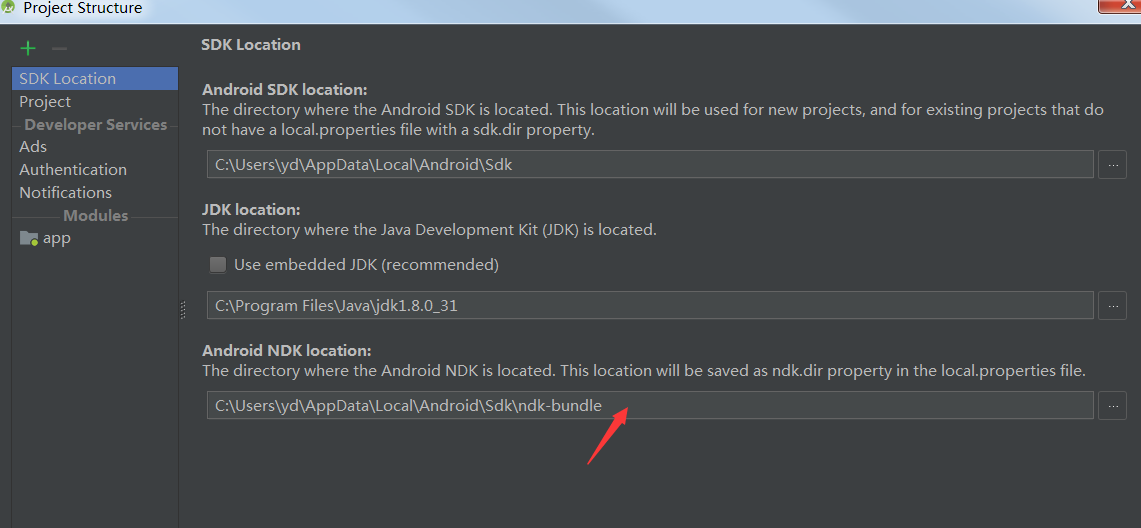 Project Structure
SDK Location
Project
Developer Services
Ads
Authentication
Notifications
Modules
app
SDK Location
Android SDK location:
The directory where the Android SDK is located. This location will be used for new projects, and for existing projects that do
not have a local.properties file with a sdk.dir property.
C:\Users\yd\AppData\Local\Android\Sdk
...
JDK location:
The directory where the Java Development Kit (JDK) is located.
Use embedded JDK (recommended)
C:\Program Files\Java\jdk1.8.0_31
...
Android NDK location:
The directory where the Android NDK is located. This location will be saved as ndk.dir property in the local.properties file.
C:\Users\yd\AppData\Local\Android\Sdk\ndk-bundle
...